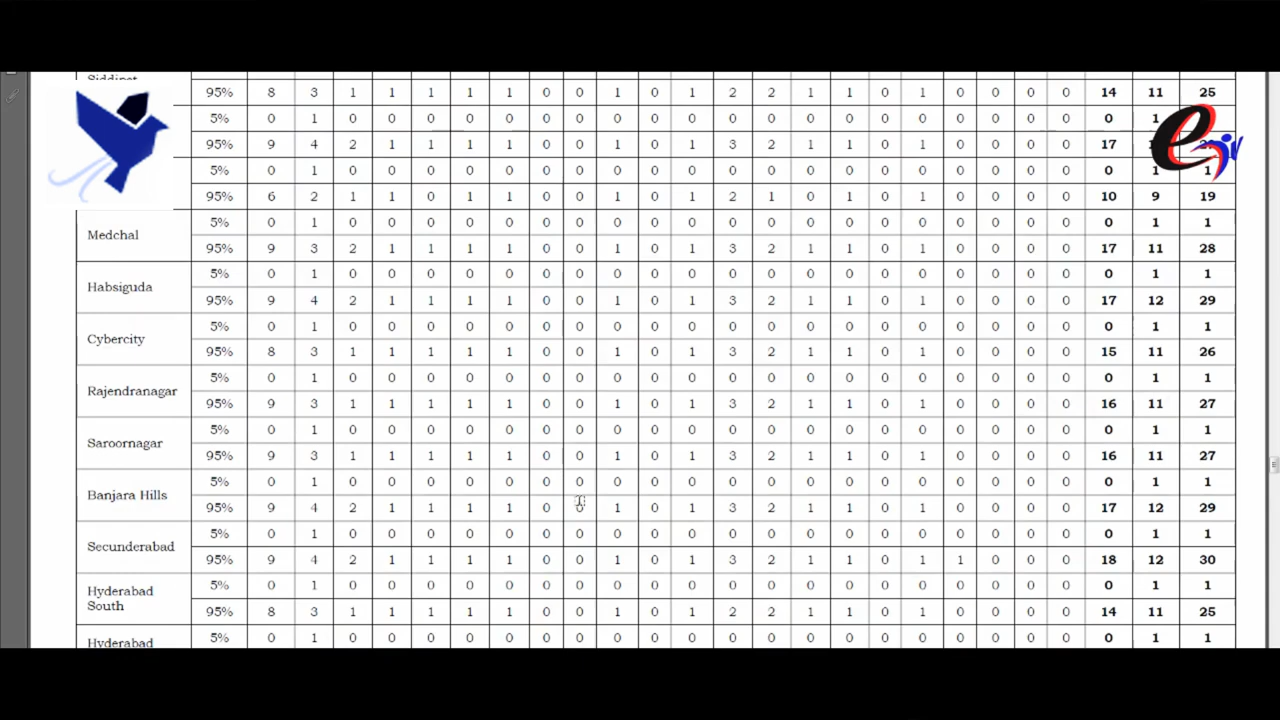 95% 8 3 1 1 1 1 1 0 0 1 0 1 2 2 1 1 0 1 0 0 0 0 14 11 25
5% 0 1 0 0 0 0 0 0 0 0 0 0 0 0 0 0 0 0 0 0 0 0 0 1
95% 9 4 2 1 1 1 1 0 0 1 0 1 3 2 1 1 0 1 0 0 0 0 17
5% 0 1 0 0 0 0 0 0 0 0 0 0 0 0 0 0 0 0 0 0 0 0 0 1 1
95% 6 2 1 1 0 1 1 0 0 1 0 1 2 1 0 1 0 1 0 0 0 0 10 9 19
Medchal
5% 0 1 0 0 0 0 0 0 0 0 0 0 0 0 0 0 0 0 0 0 0 0 0 1 1
95% 9 3 2 1 1 1 1 0 0 1 0 1 3 2 1 1 0 1 0 0 0 0 17 11 28
Habsiguda
5% 0 1 0 0 0 0 0 0 0 0 0 0 0 0 0 0 0 0 0 0 0 0 0 1 1
95% 9 4 2 1 1 1 1 0 0 1 0 1 3 2 1 1 0 1 0 0 0 0 17 12 29
Cybercity
5% 0 1 0 0 0 0 0 0 0 0 0 0 0 0 0 0 0 0 0 0 0 0 0 1 1
95% 8 3 1 1 1 1 1 0 0 1 0 1 3 2 1 1 0 1 0 0 0 0 15 11 26
Rajendranagar
5% 0 1 0 0 0 0 0 0 0 0 0 0 0 0 0 0 0 0 0 0 0 0 0 1 1
95% 9 3 1 1 1 1 1 0 0 1 0 1 3 2 1 1 0 1 0 0 0 0 16 11 27
Saroornagar
5% 0 1 0 0 0 0 0 0 0 0 0 0 0 0 0 0 0 0 0 0 0 0 0 1 1
95% 9 3 1 1 1 1 1 0 0 1 0 1 3 2 1 1 0 1 0 0 0 0 16 11 27
Banjara Hills
5% 0 1 0 0 0 0 0 0 0 0 0 0 0 0 0 0 0 0 0 0 0 0 0 1 1
95% 9 4 2 1 1 1 1 0 0 1 0 1 3 2 1 1 0 1 0 0 0 0 17 12 29
Secunderabad
5% 0 1 0 0 0 0 0 0 0 0 0 0 0 0 0 0 0 0 0 0 0 0 0 1 1
95% 9 4 2 1 1 1 1 0 0 1 0 1 3 2 1 1 0 1 1 0 0 0 18 12 30
Hyderabad
South
5% 0 1 0 0 0 0 0 0 0 0 0 0 0 0 0 0 0 0 0 0 0 0 0 1 1
95% 8 3 1 1 1 1 1 0 0 1 0 1 2 2 1 1 0 1 0 0 0 0 14 11 25
Hyderabad
5% 0 1 0 0 0 0 0 0 0 0 0 0 0 0 0 0 0 0 0 0 0 0 0 1 1